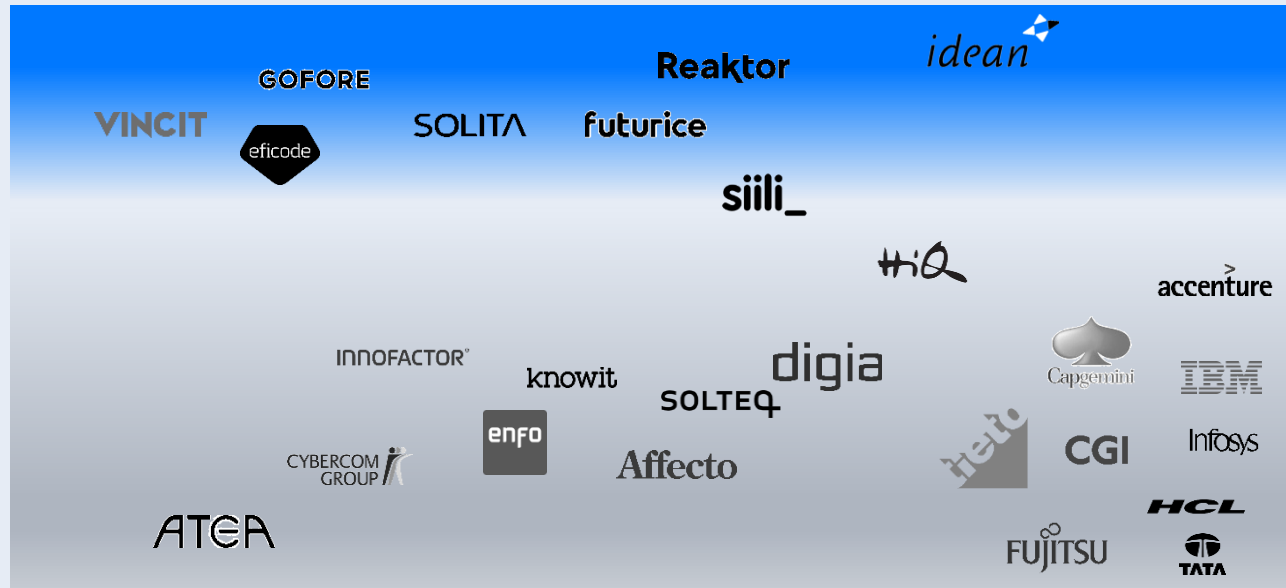 idean
Reaktor
GOFORE
VINCIT
SOLITA
futurice
eficode
siili_
HiQ
>
accenture
INNOFACTOR®
knowit
digia
Capgemini
IBM
SOLTEQ
enfo
CYBERCOM
GROUP
Affecto
tieto
CGI
Infosys
HCL
ATEA
FUJITSU
TATA